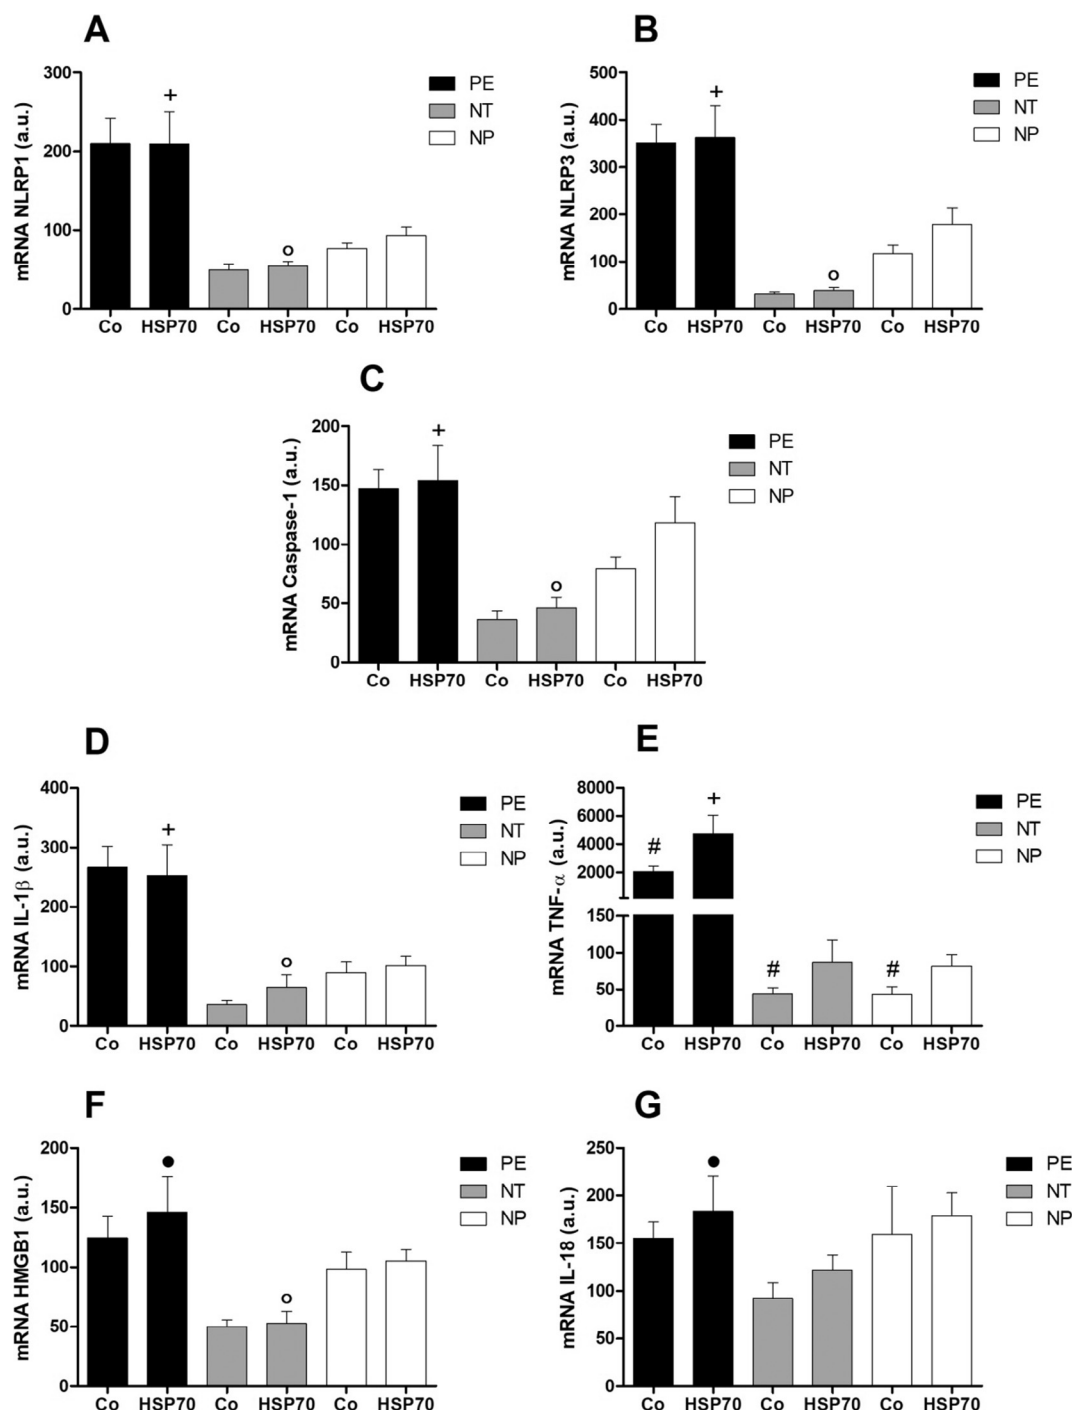 A
mRNA NLRP1 (a.u.)
300
200
100
0
+
o
Co HSP70 Co HSP70 Co HSP70
PE
NT
NP
B
mRNA NLRP3 (a.u.)
500
400
300
200
100
0
+
o
Co HSP70 Co HSP70 Co HSP70
PE
NT
NP
C
mRNA Caspase-1 (a.u.)
200
150
100
50
0
+
o
Co HSP70 Co HSP70 Co HSP70
PE
NT
NP
D
mRNA IL-1β (a.u.)
400
300
200
100
0
+
o
Co HSP70 Co HSP70 Co HSP70
PE
NT
NP
E
mRNA TNF-α (a.u.)
8000
6000
4000
2000
150
100
50
0
# + # #
Co HSP70 Co HSP70 Co HSP70
PE
NT
NP
F
mRNA HMGB1 (a.u.)
200
150
100
50
0
●
o
Co HSP70 Co HSP70 Co HSP70
PE
NT
NP
G
mRNA IL-18 (a.u.)
250
200
150
100
50
0
●
Co HSP70 Co HSP70 Co HSP70
PE
NT
NP